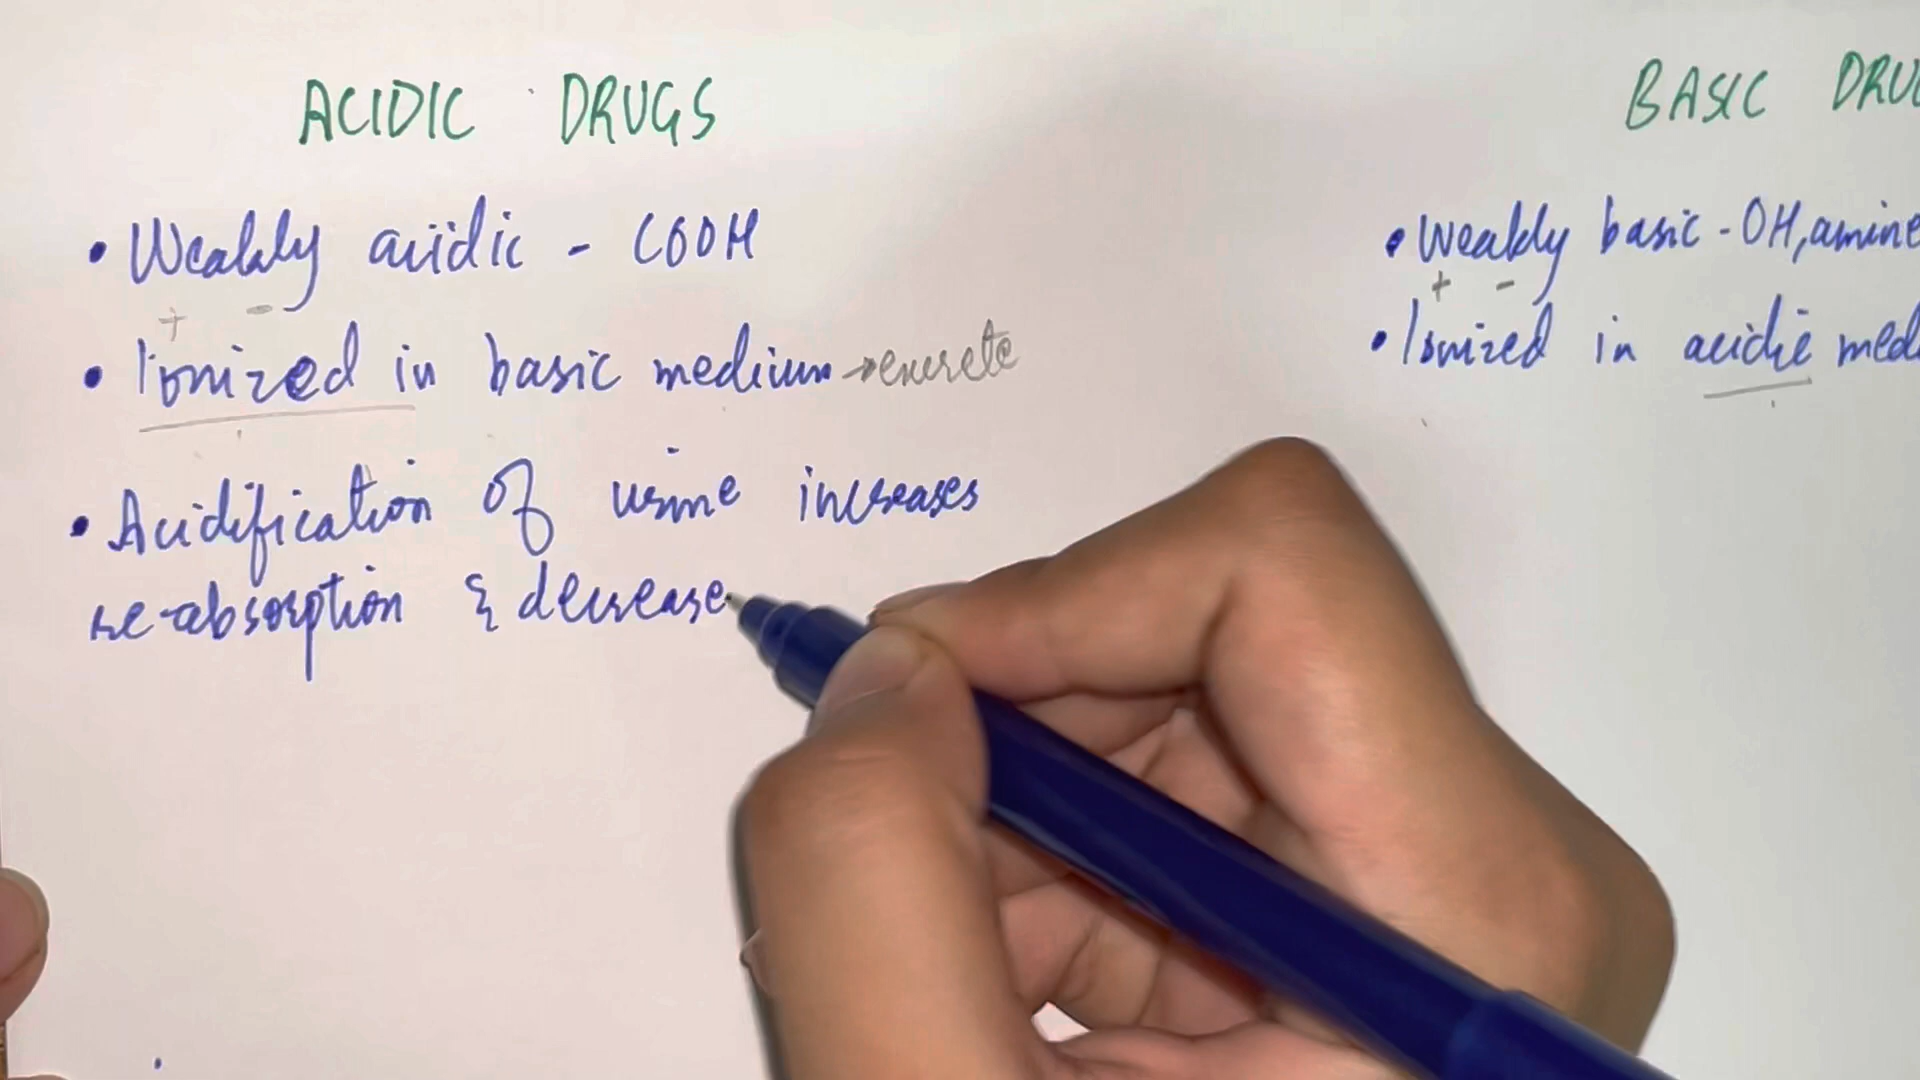 ACIDIC DRUGS
• Weakly acidic - COOH
+ -
• Ionized in basic medium → excrete
• Acidification of urine increases
re-absorption & decrease
BASIC DRU
• Weakly basic - OH, amine
+ -
• Ionized in acidic med